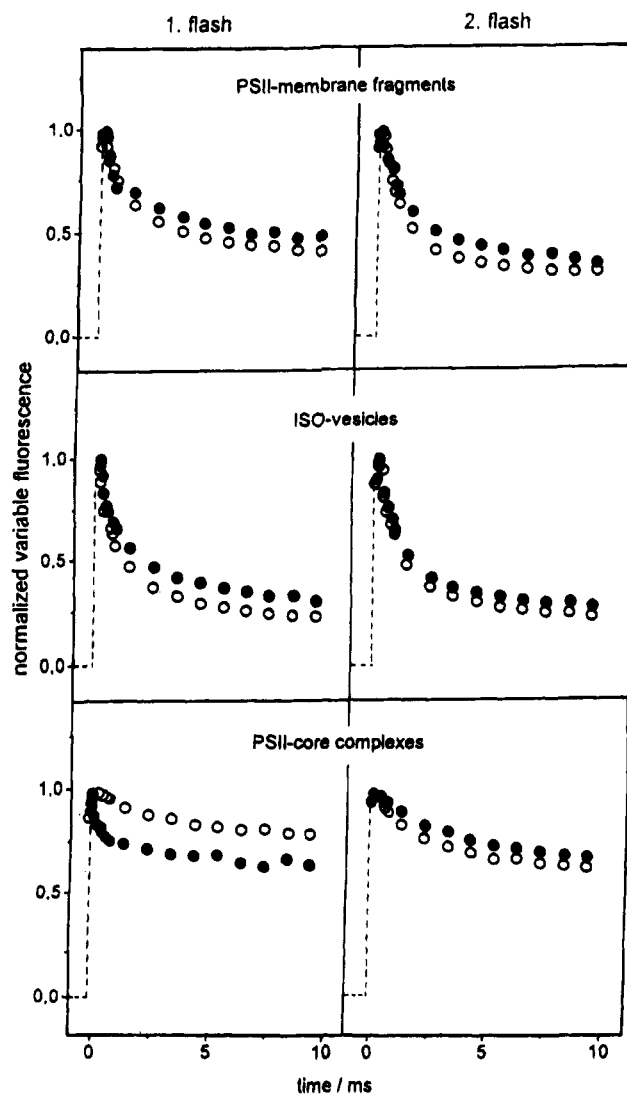 1. flash
2. flash
PSII-membrane fragments
1.0
0.5
0,0
ISO-vesicles
1.0
0.5
0,0
PSII-core complexes
1.0
0.5
0,0
normalized variable fluorescence
0
5
10
0
5
10
time / ms